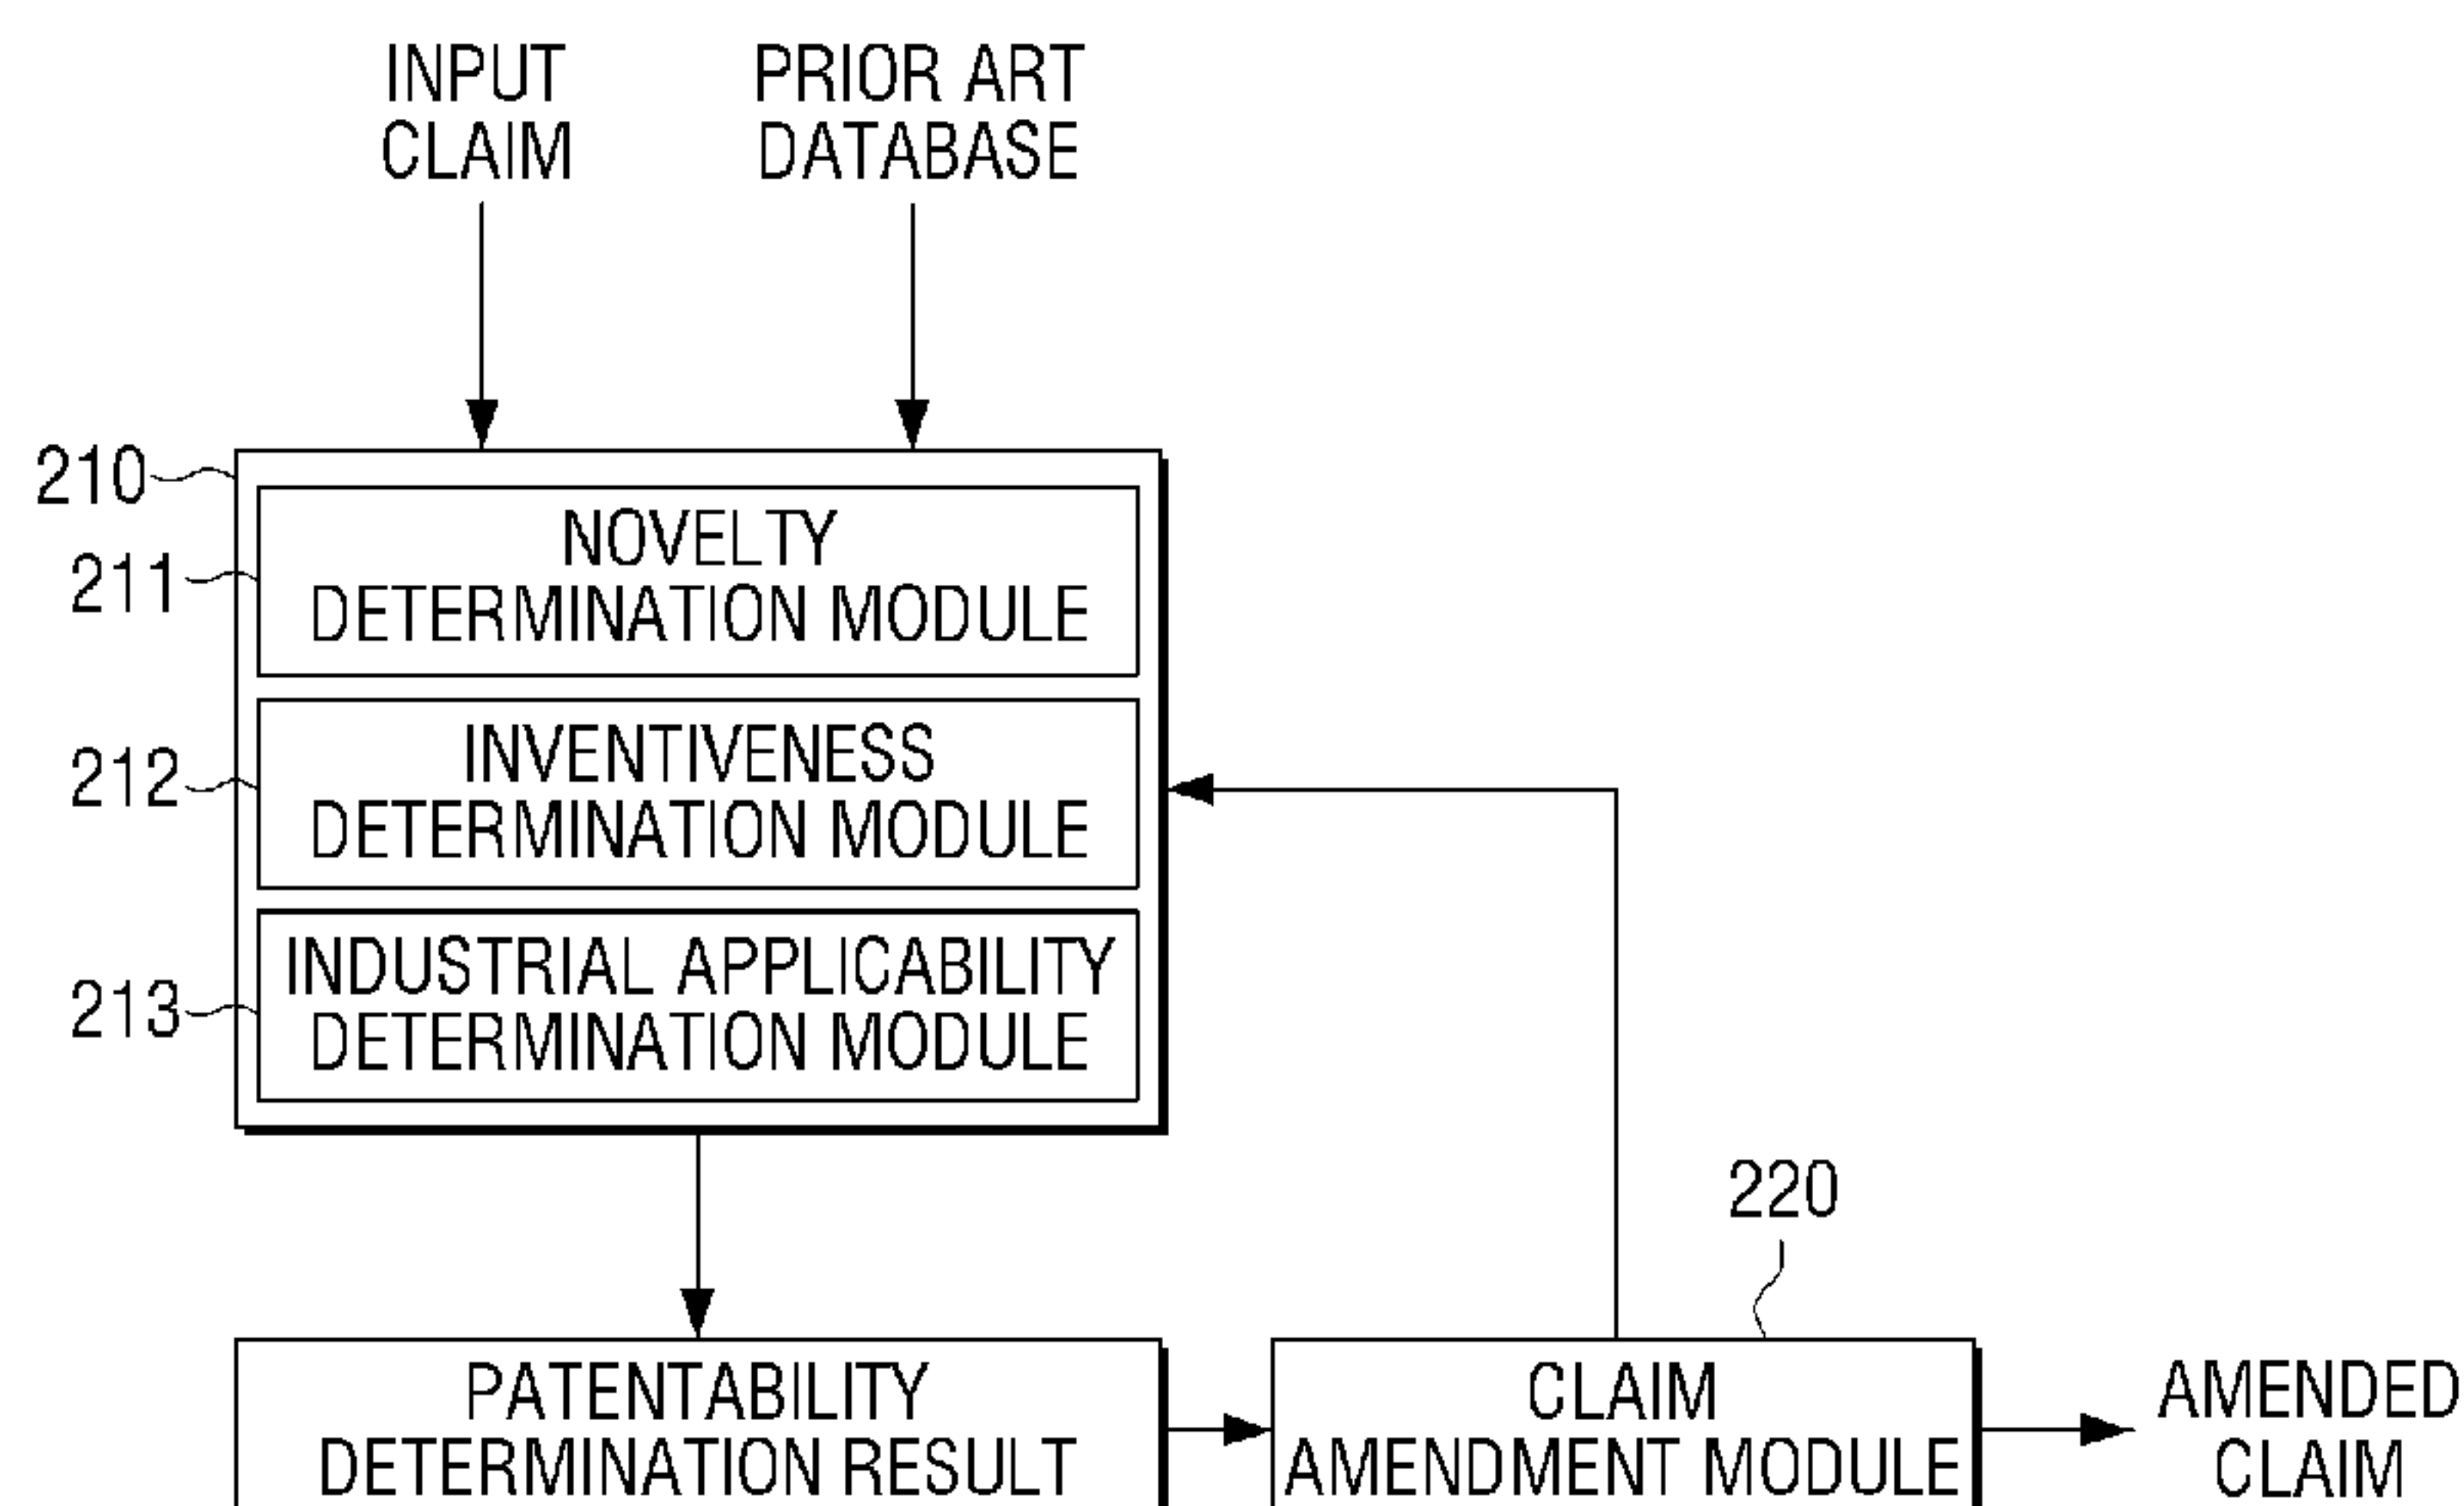 INPUT
CLAIM
PRIOR ART
DATABASE
210
211
NOVELTY
DETERMINATION MODULE
212
INVENTIVENESS
DETERMINATION MODULE
213
INDUSTRIAL APPLICABILITY
DETERMINATION MODULE
220
PATENTABILITY
DETERMINATION RESULT
CLAIM
AMENDMENT MODULE
AMENDED
CLAIM